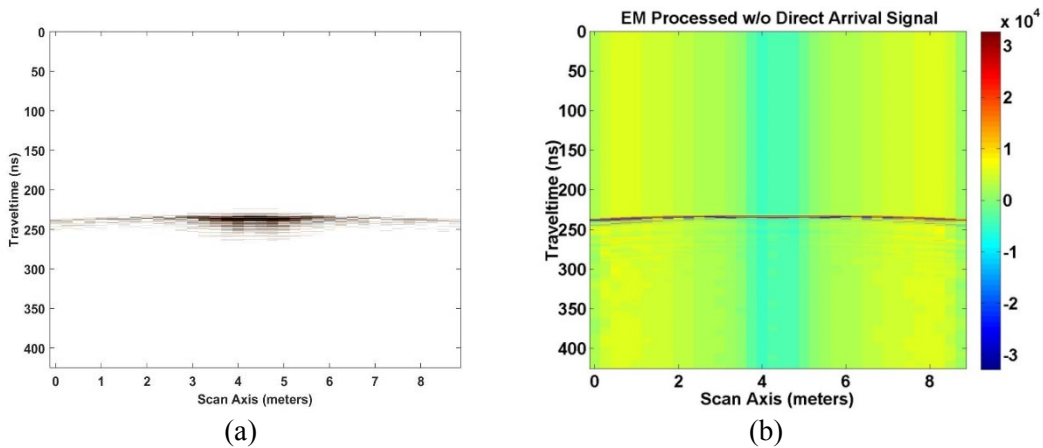 0
50
100
150
200
250
300
350
400
Traveltime (ns)
0 1 2 3 4 5 6 7 8
Scan Axis (meters)
(a)
EM Processed w/o Direct Arrival Signal
0
50
100
150
200
250
300
350
400
Traveltime (ns)
0 2 4 6 8
Scan Axis (meters)
x 10⁴
3
2
1
0
-1
-2
-3
(b)